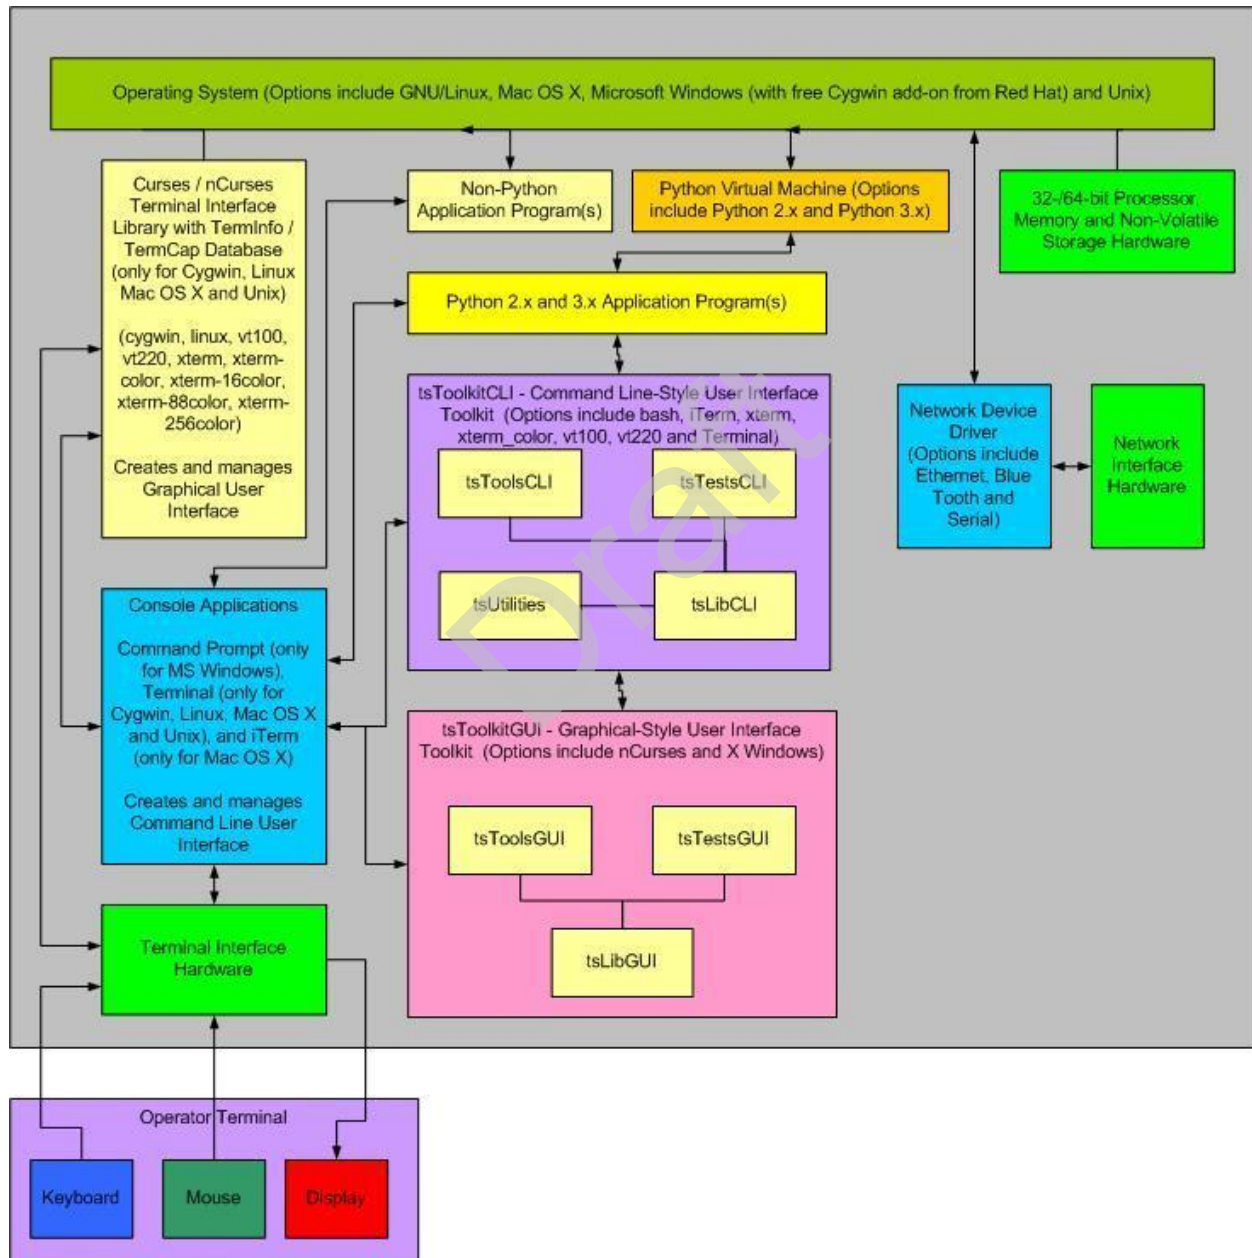 Operating System (Options include GNU/Linux, Mac OS X, Microsoft Windows (with free Cygwin add-on from Red Hat) and Unix)
Curses / nCurses
Terminal Interface
Library with TermInfo /
TermCap Database
(only for Cygwin, Linux
Mac OS X and Unix)
(cygwin, linux, vt100,
vt220, xterm, xterm-
color, xterm-16color,
xterm-88color, xterm-
256color)
Creates and manages
Graphical User
Interface
Non-Python
Application Program(s)
Python Virtual Machine (Options
include Python 2.x and Python 3.x)
32-/64-bit Processor,
Memory and Non-Volatile
Storage Hardware
Python 2.x and 3.x Application Program(s)
tsToolkitCLI - Command Line-Style User Interface
Toolkit (Options include bash, iTerm, xterm,
xterm_color, vt100, vt220 and Terminal)
tsToolsCLI
tsTestsCLI
tsUtilities
tsLibCLI
Network Device
Driver
(Options include
Ethernet, Blue
Tooth and
Serial)
Network
Interface
Hardware
Console Applications
Command Prompt (only
for MS Windows),
Terminal (only for
Cygwin, Linux, Mac OS X
and Unix), and iTerm
(only for Mac OS X)
Creates and manages
Command Line User
Interface
tsToolkitGUI - Graphical-Style User Interface
Toolkit (Options include nCurses and X Windows)
tsToolsGUI
tsTestsGUI
tsLibGUI
Terminal Interface
Hardware
Operator Terminal
Keyboard
Mouse
Display
Draft